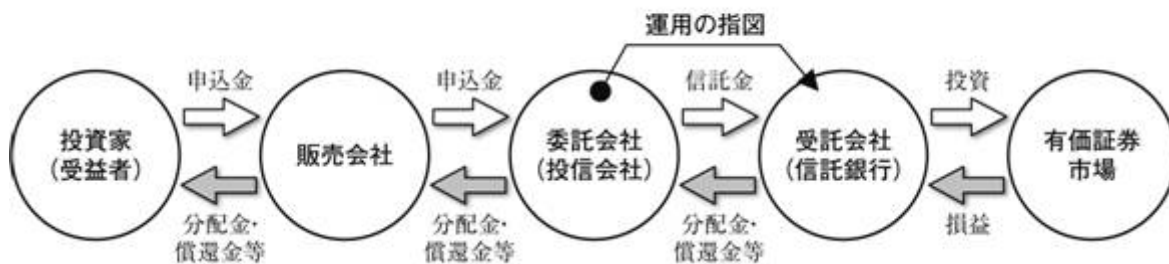 運用の指図
申込金
申込金
信託金
投資
投資家
(受益者)
販売会社
委託会社
(投信会社)
受託会社
(信託銀行)
有価証券
市場
分配金・
償還金等
分配金・
償還金等
分配金・
償還金等
損益